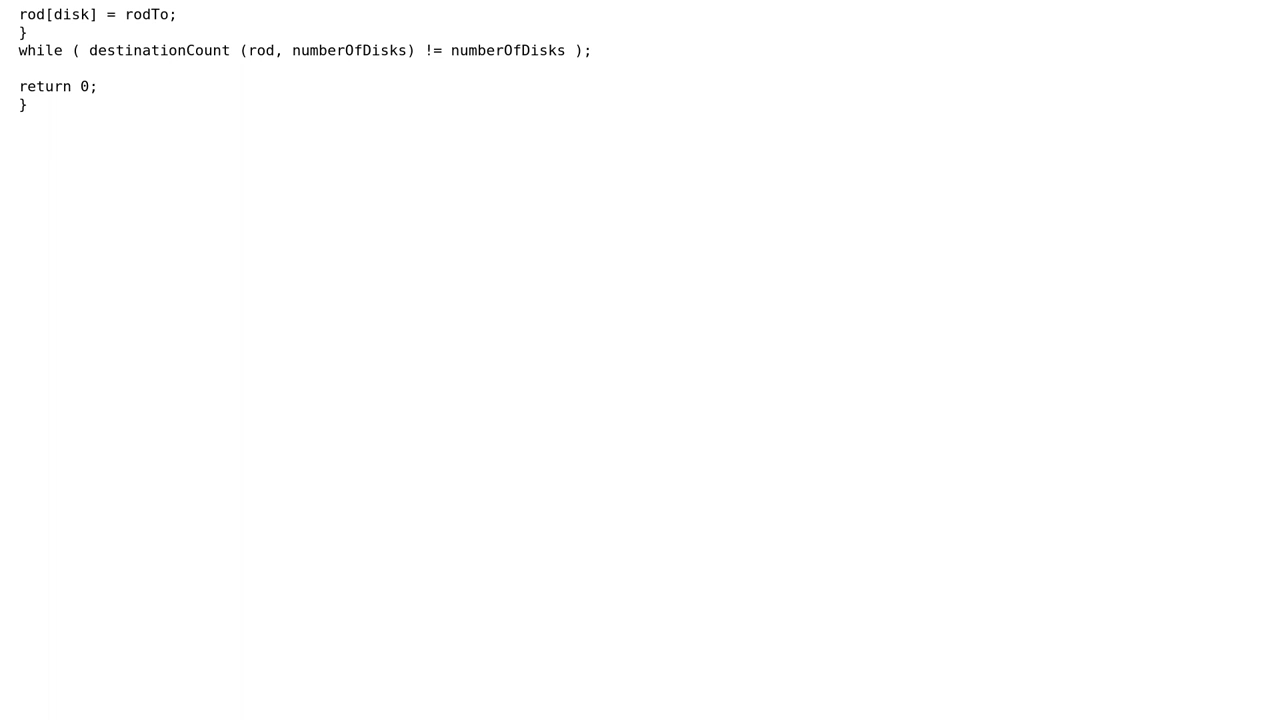 rod[disk] = rodTo;
}
while ( destinationCount (rod, numberOfDisks) != numberOfDisks );
return 0;
}